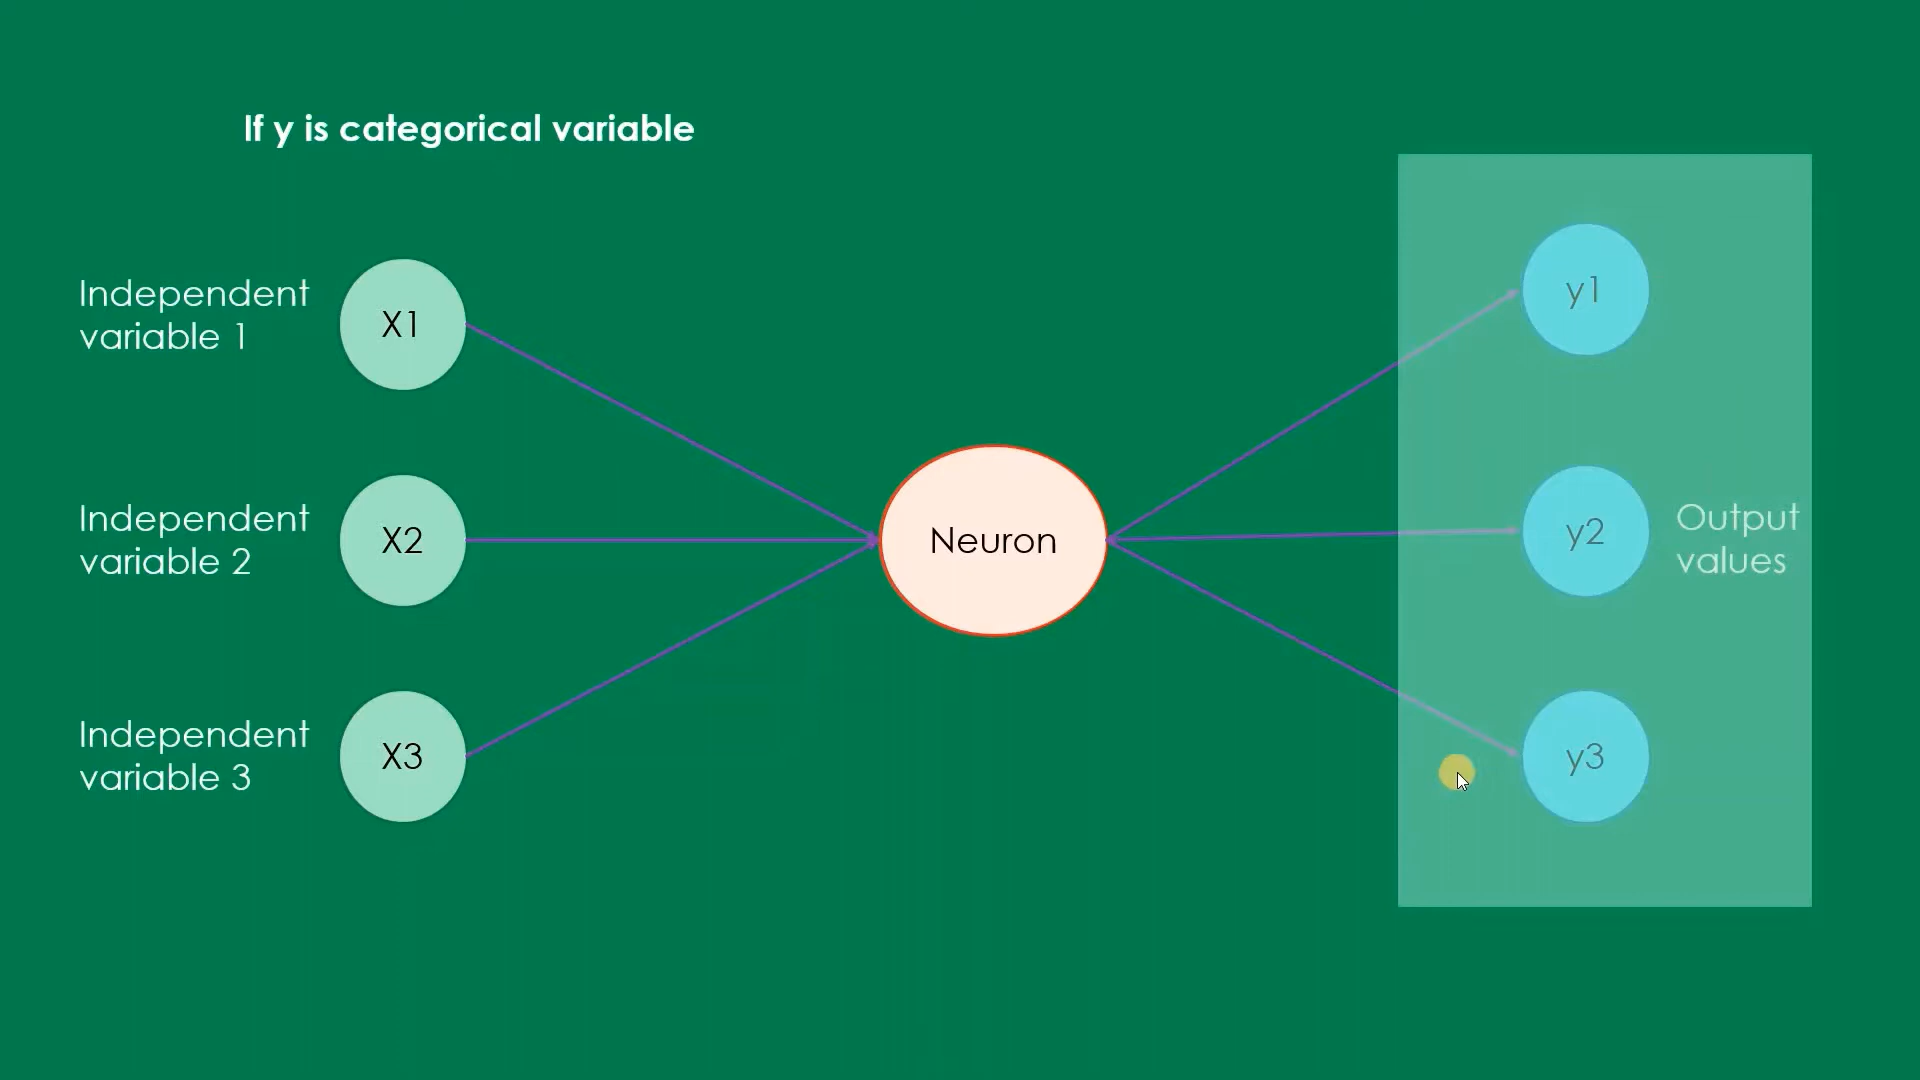 If y is categorical variable
Independent
variable 1
X1
y1
Independent
variable 2
X2
Neuron
y2
Output
values
Independent
variable 3
X3
y3